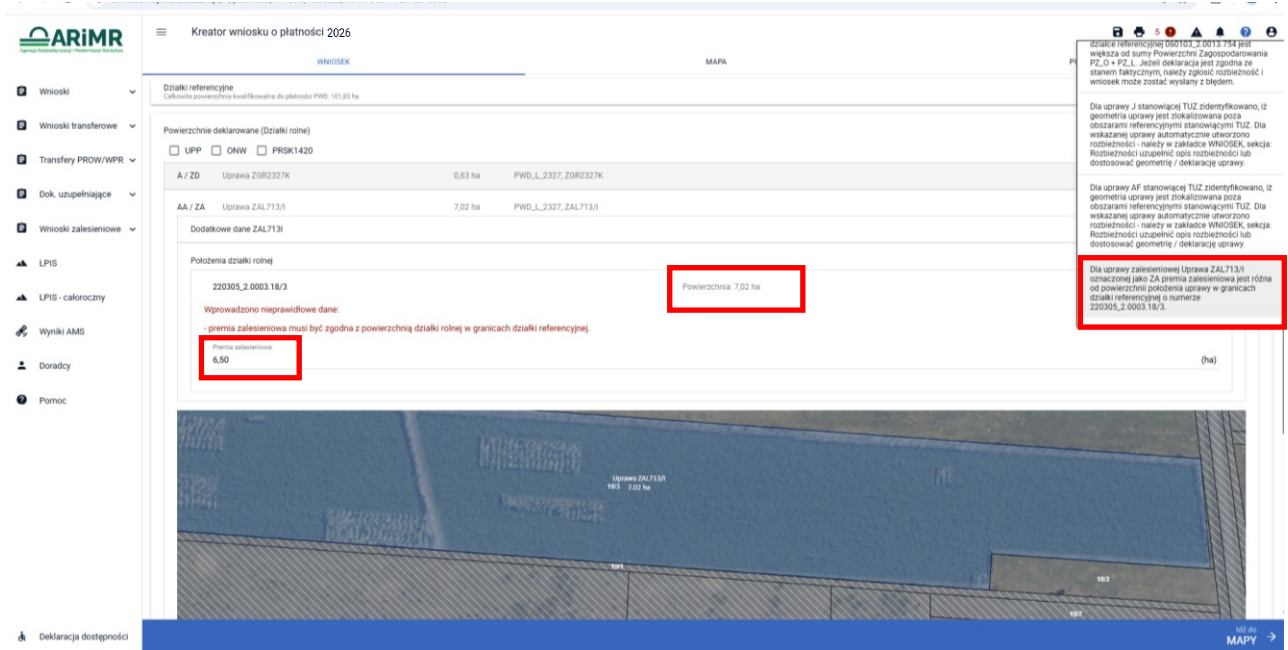 ARiMR
Agencja Restrukturyzacji i Modernizacji Rolnictwa
Kreator wniosku o płatności 2026
5
WNIOSEK
MAPA
Wnioski
Wnioski transferowe
Transfery PROW/WPR
Dok. uzupełniające
Wnioski zalesieniowe
LPIS
LPIS - całoroczny
Wyniki AMS
Doradcy
Pomoc
Deklaracja dostępności
Działki referencyjne
Całkowita powierzchnia kwalifikowalna do płatności PWD: 101,83 ha
Powierzchnie deklarowane (Działki rolne)
UPP ONW PRSK1420
A / ZD Uprawa ZGR2327K 0,63 ha PWD_L_2327, ZGR2327K
AA / ZA Uprawa ZAL713/I 7,02 ha PWD_L_2327, ZAL713/I
Dodatkowe dane ZAL713I
Położenia działki rolnej
220305_2.0003.18/3 Powierzchnia: 7,02 ha
Wprowadzono nieprawidłowe dane:
- premia zalesieniowa musi być zgodna z powierzchnią działki rolnej w granicach działki referencyjnej.
Premia zalesieniowa
6,50 (ha)
Uprawa ZAL713/I
18/3 7.02 ha
19/1
18/2
18/7
działce referencyjnej 060103_2.0013.754 jest
większa od sumy Powierzchni Zagospodarowania
PZ_O + PZ_L. Jeżeli deklaracja jest zgodna ze
stanem faktycznym, należy zgłosić rozbieżność i
wniosek może zostać wysłany z błędem.
Dla uprawy J stanowiącej TUZ zidentyfikowano, iż
geometria uprawy jest zlokalizowana poza
obszarami referencyjnymi stanowiącymi TUZ. Dla
wskazanej uprawy automatycznie utworzono
rozbieżności - należy w zakładce WNIOSEK, sekcja:
Rozbieżności uzupełnić opis rozbieżności lub
dostosować geometrię / deklarację uprawy.
Dla uprawy AF stanowiącej TUZ zidentyfikowano, iż
geometria uprawy jest zlokalizowana poza
obszarami referencyjnymi stanowiącymi TUZ. Dla
wskazanej uprawy automatycznie utworzono
rozbieżności - należy w zakładce WNIOSEK, sekcja:
Rozbieżności uzupełnić opis rozbieżności lub
dostosować geometrię / deklarację uprawy.
Dla uprawy zalesieniowej Uprawa ZAL713/I
oznaczonej jako ZA premia zalesieniowa jest różna
od powierzchni położenia uprawy w granicach
działki referencyjnej o numerze
220305_2.0003.18/3.
Idź do
MAPY